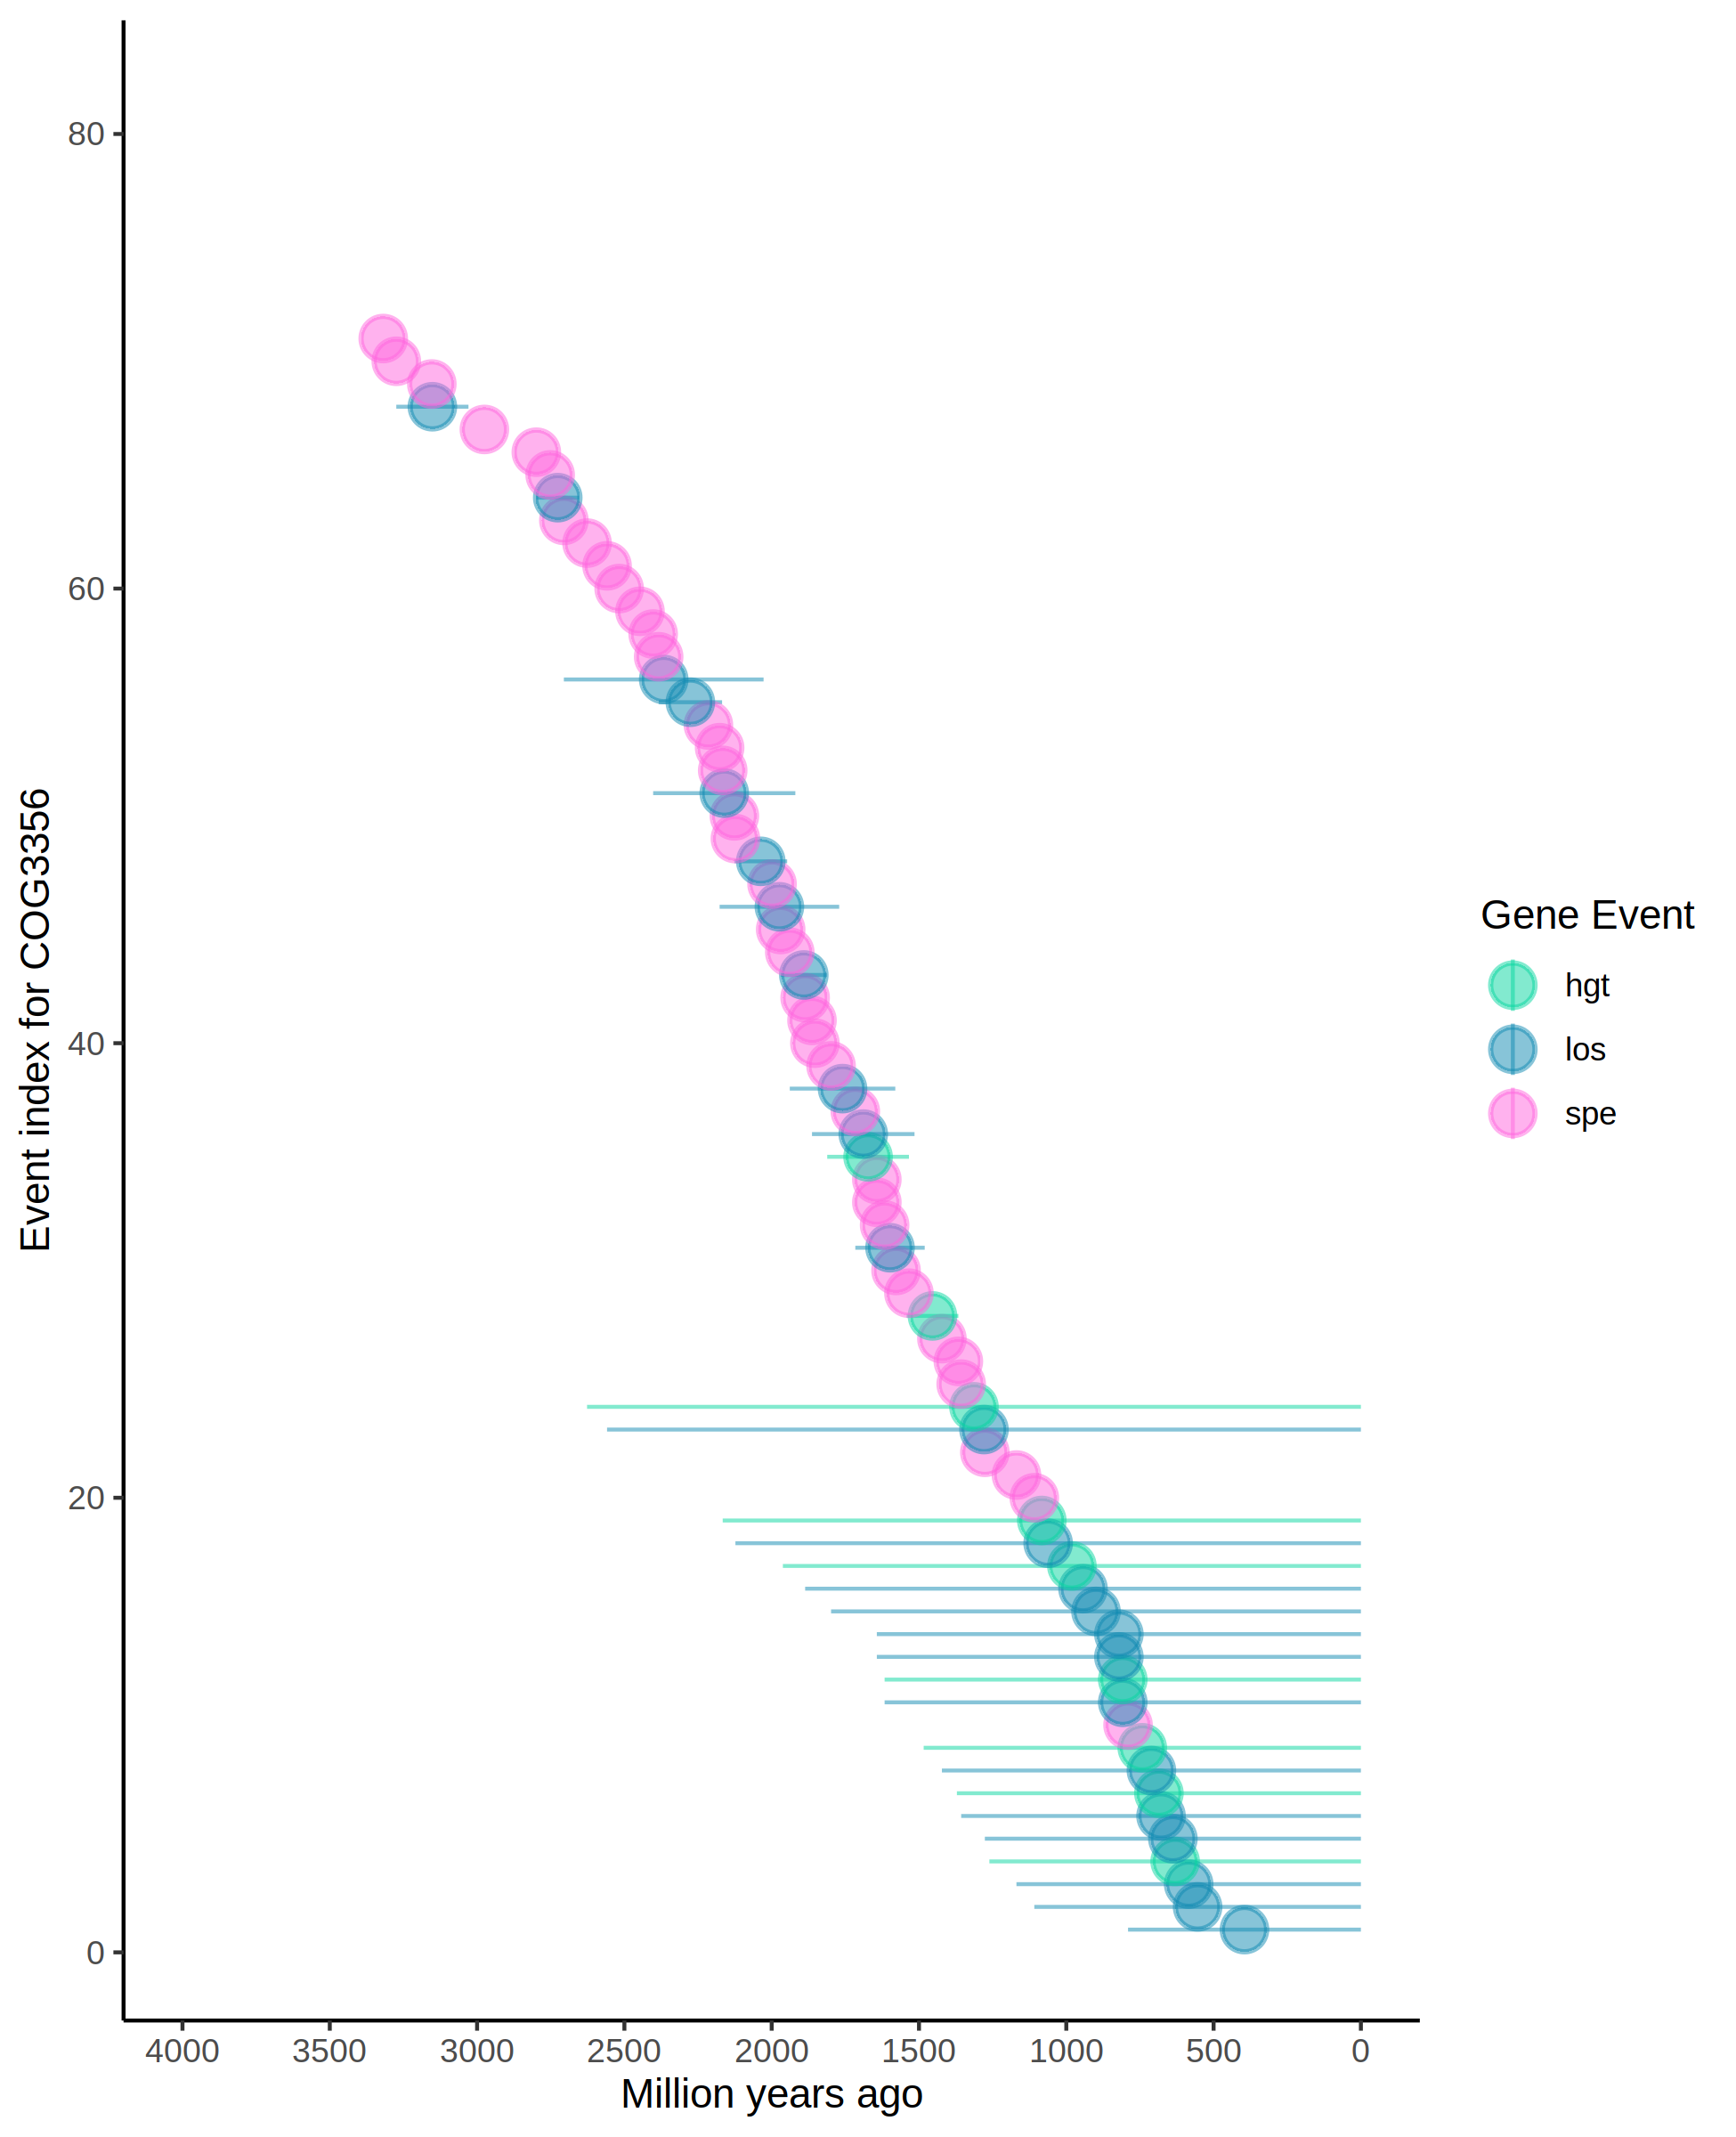 80
60
40
20
0
Event index for COG3356
4000 3500 3000 2500 2000 1500 1000 500 0
Million years ago
Gene Event
hgt
los
spe